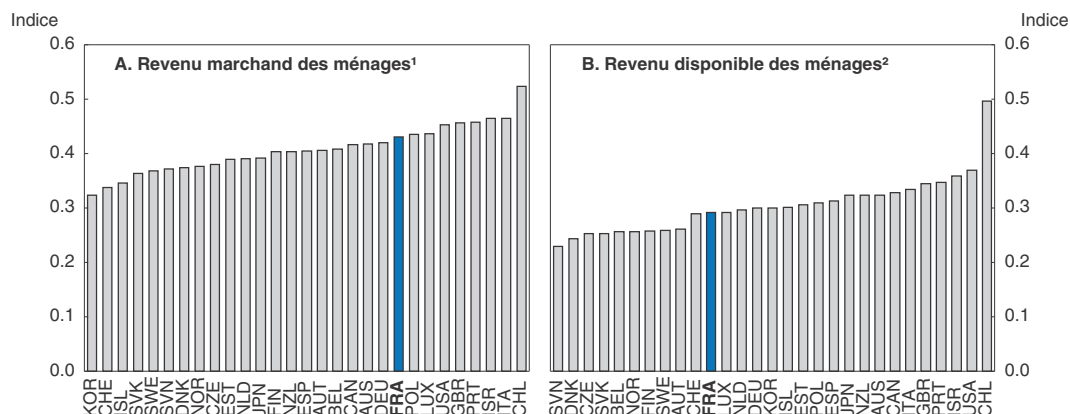 Indice
Indice
0.6
0.5
0.4
0.3
0.2
0.1
0.0
A. Revenu marchand des ménages¹
B. Revenu disponible des ménages²
0.6
0.5
0.4
0.3
0.2
0.1
0.0
KOR
CHE
ISL
SVK
SWE
SVN
DNK
NOR
CZE
EST
NLD
JPN
FIN
NZL
ESP
AUT
BEL
CAN
AUS
DEU
FRA
POL
LUX
USA
GBR
PRT
ISR
ITA
CHL
SVN
DNK
CZE
SVK
BEL
NOR
FIN
SWE
AUT
CHE
FRA
LUX
NLD
DEU
KOR
ISL
EST
POL
ESP
JPN
NZL
AUS
CAN
ITA
GBR
PRT
ISR
USA
CHL